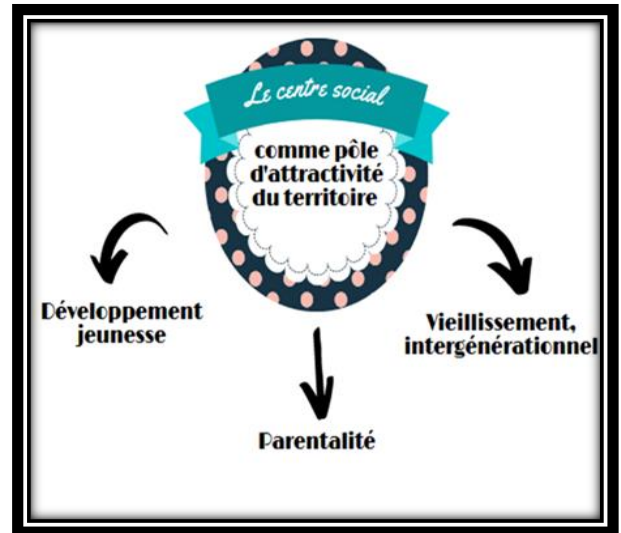 Le centre social
comme pôle
d'attractivité
du territoire
Développement
jeunesse
Vieillissement,
intergénérationnel
Parentalité